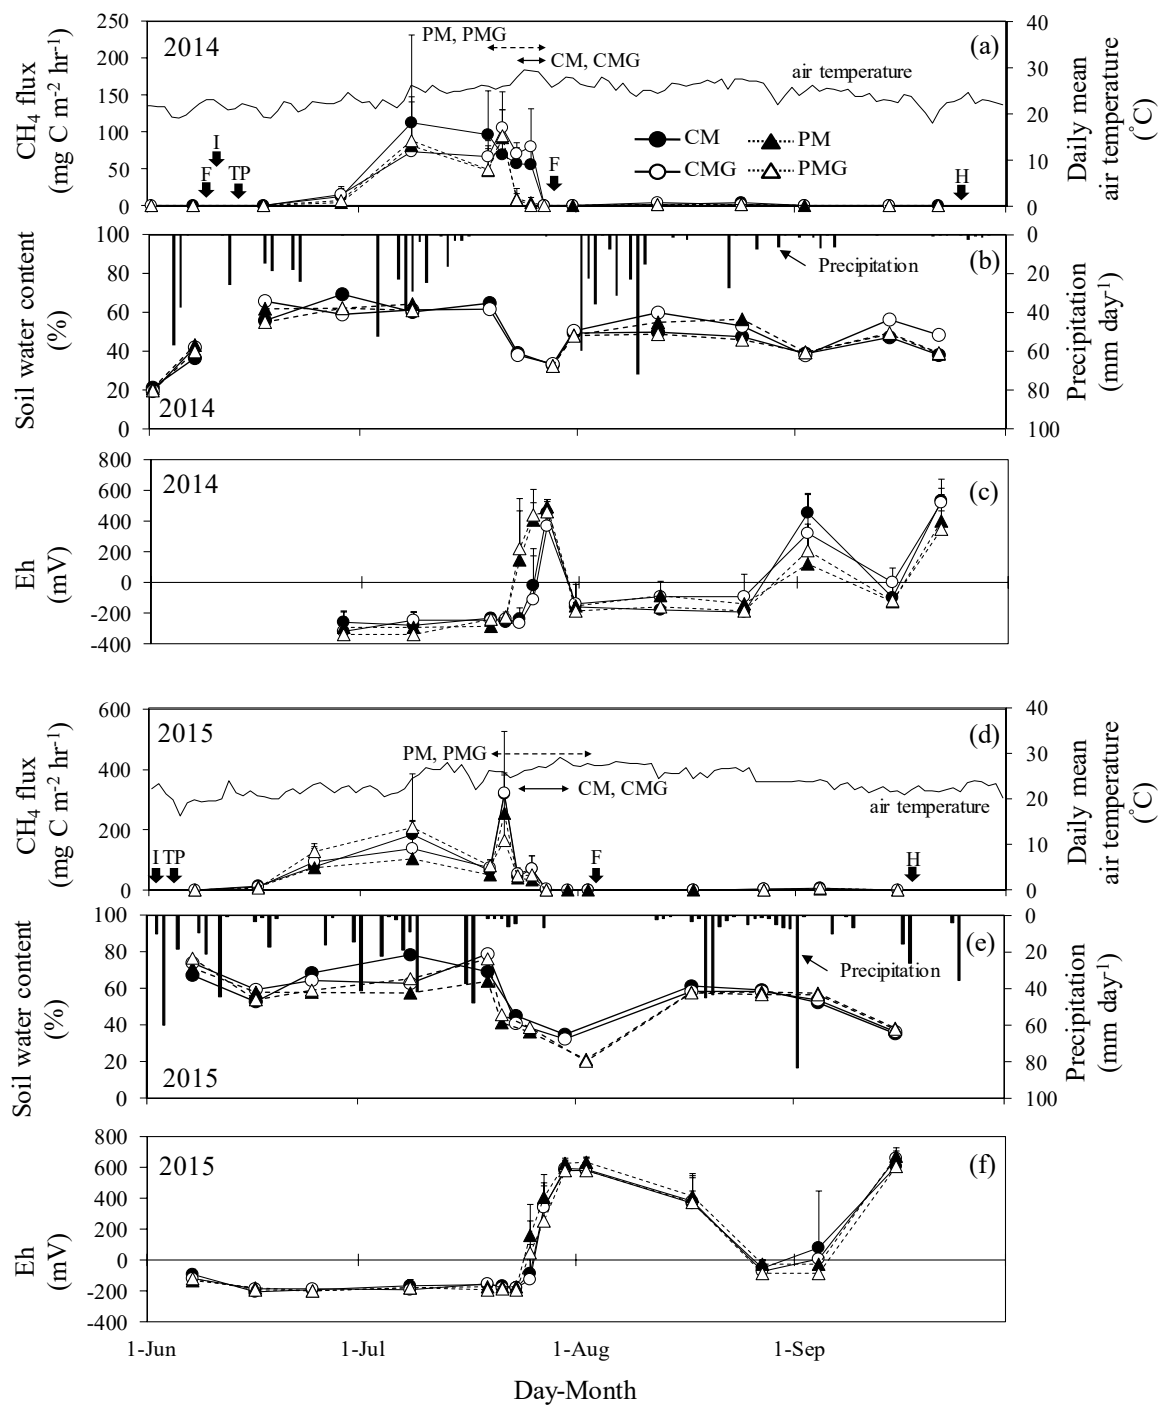 2014
(a)
CH₄ flux
(mg C m⁻² hr⁻¹)
250
200
150
100
50
0
PM, PMG
CM, CMG
air temperature
I
F
TP
F
H
CM
PM
CMG
PMG
40
30
20
10
0
Daily mean
air temperature
(°C)
(b)
Soil water content
(%)
100
80
60
40
20
0
Precipitation
2014
0
20
40
60
80
100
Precipitation
(mm day⁻¹)
2014
(c)
Eh
(mV)
800
600
400
200
0
-200
-400
2015
(d)
CH₄ flux
(mg C m⁻² hr⁻¹)
600
400
200
0
PM, PMG
CM, CMG
air temperature
I TP
F
H
40
30
20
10
0
Daily mean
air temperature
(°C)
(e)
Soil water content
(%)
100
80
60
40
20
0
Precipitation
2015
0
20
40
60
80
100
Precipitation
(mm day⁻¹)
2015
(f)
Eh
(mV)
800
600
400
200
0
-200
-400
1-Jun 1-Jul 1-Aug 1-Sep
Day-Month